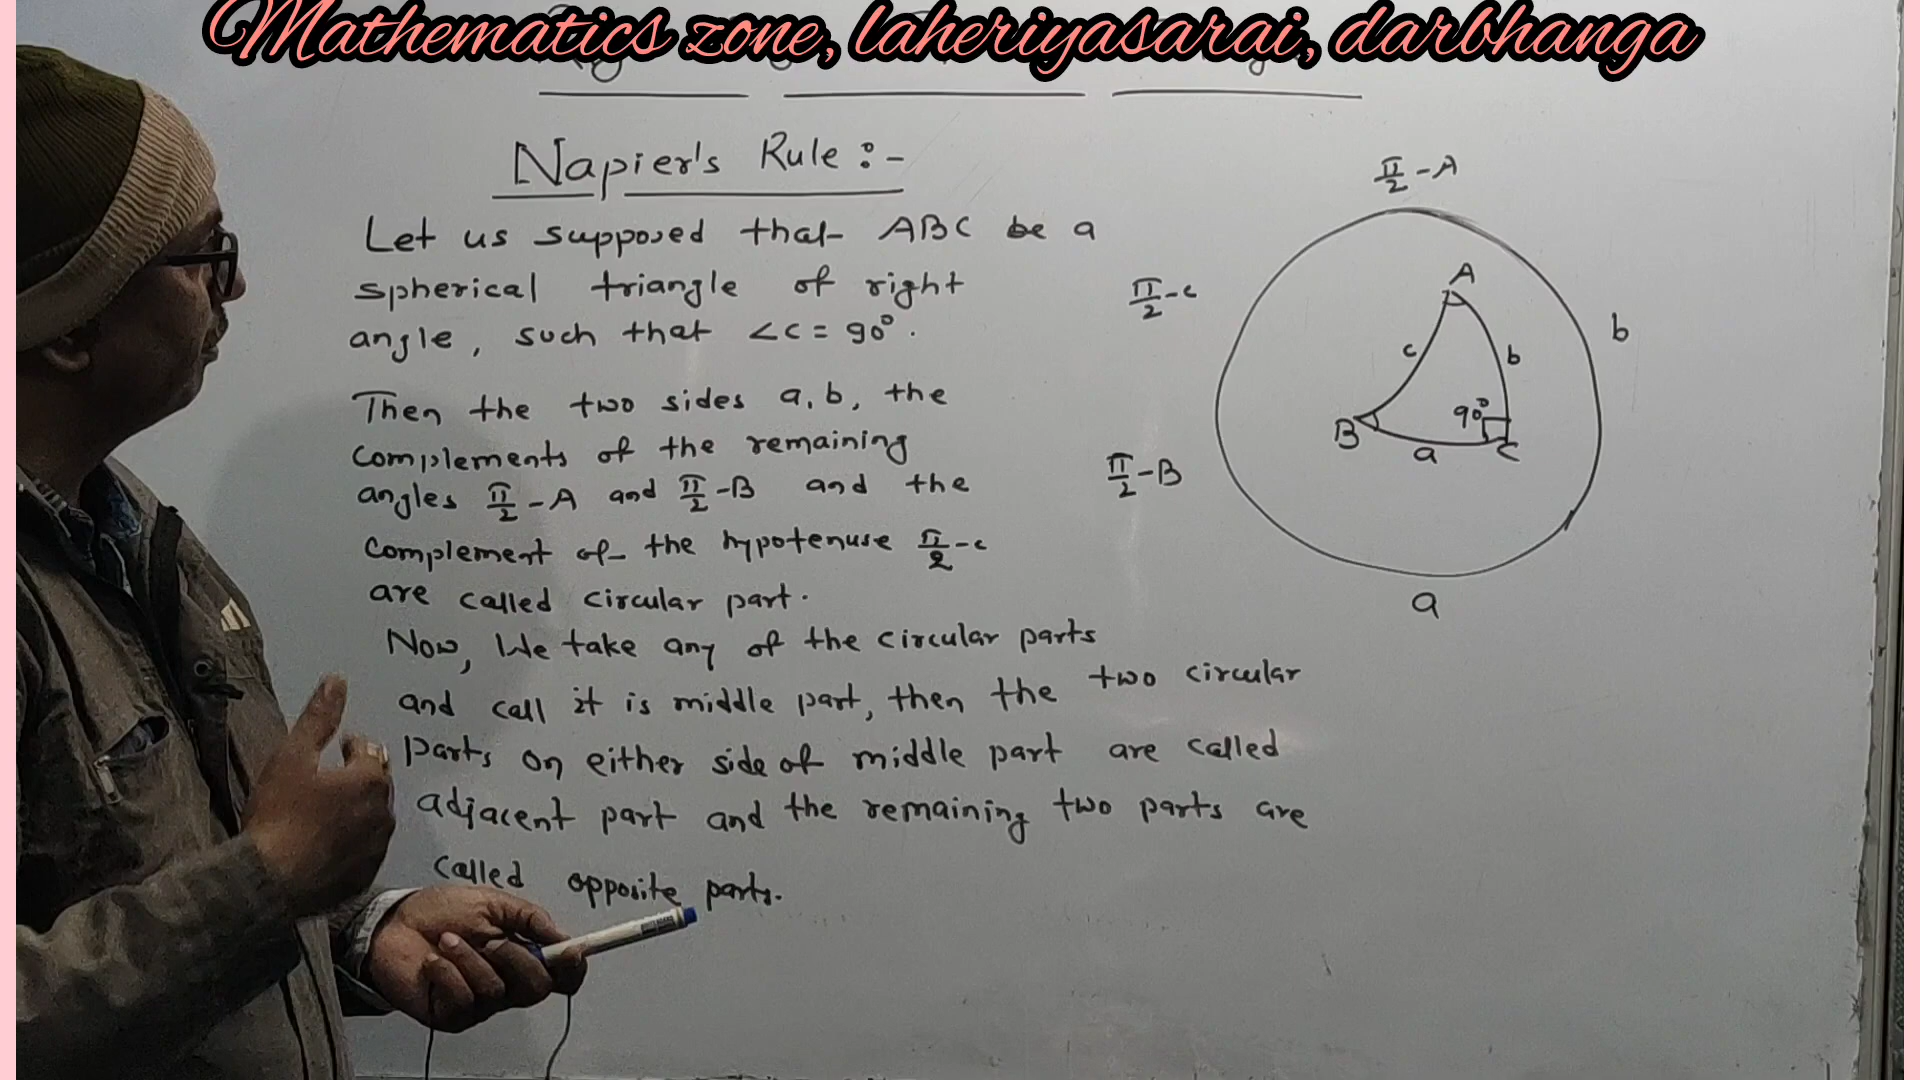 Mathematics zone, laheriyasarai, darbhanga
Napier's Rule :-
Let us supposed that ABC be a
spherical triangle of right
angle, such that ∠C = 90°.
Then the two sides a, b, the
complements of the remaining
angles π/2 - A and π/2 - B and the
complement of the hypotenuse π/2 - c
are called circular part.
Now, We take any of the circular parts
and call it is middle part, then the two circular
parts on either side of middle part are called
adjacent part and the remaining two parts are
called opposite parts.
π/2 - A
π/2 - c
A
b
c
b
90°
B
a
C
π/2 - B
a